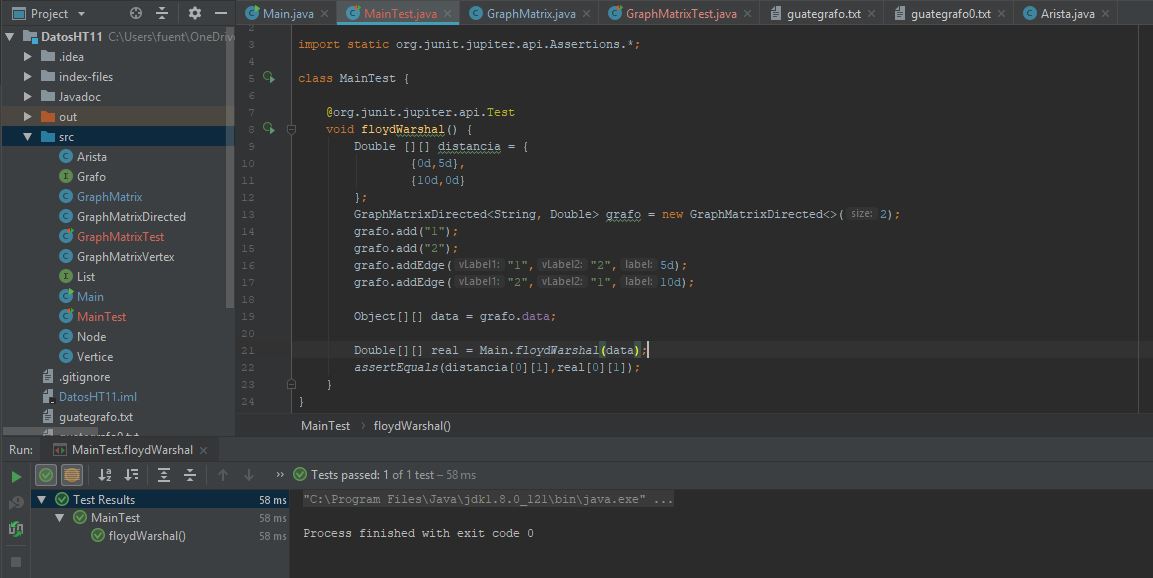 Project
Main.java
MainTest.java
GraphMatrix.java
GraphMatrixTest.java
guategrafo.txt
guategrafo0.txt
Arista.java
DatosHT11 C:\Users\fuent\OneDrive
.idea
index-files
Javadoc
out
src
Arista
Grafo
GraphMatrix
GraphMatrixDirected
GraphMatrixTest
GraphMatrixVertex
List
Main
MainTest
Node
Vertice
.gitignore
DatosHT11.iml
guategrafo.txt
guategrafo0.txt
2
3 import static org.junit.jupiter.api.Assertions.*;
4
5 class MainTest {
6
7 @org.junit.jupiter.api.Test
8 void floydWarshal() {
9 Double [][] distancia = {
10 {0d,5d},
11 {10d,0d}
12 };
13 GraphMatrixDirected<String, Double> grafo = new GraphMatrixDirected<>( size: 2);
14 grafo.add("1");
15 grafo.add("2");
16 grafo.addEdge( vLabel1: "1", vLabel2: "2", label: 5d);
17 grafo.addEdge( vLabel1: "2", vLabel2: "1", label: 10d);
18
19 Object[][] data = grafo.data;
20
21 Double[][] real = Main.floydWarshal(data);
22 assertEquals(distancia[0][1],real[0][1]);
23 }
24 }
MainTest › floydWarshal()
Run: MainTest.floydWarshal
» Tests passed: 1 of 1 test – 58 ms
Test Results 58 ms
MainTest 58 ms
floydWarshal() 58 ms
"C:\Program Files\Java\jdk1.8.0_121\bin\java.exe" ...
Process finished with exit code 0